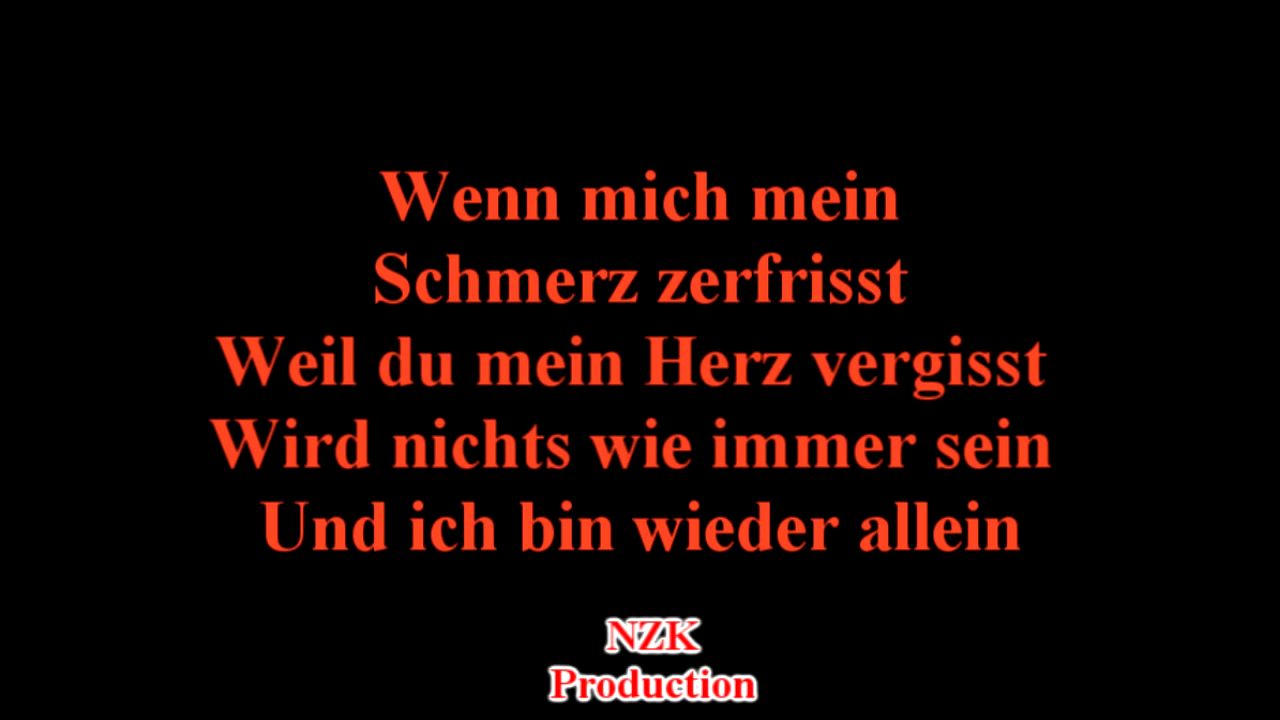 Wenn mich mein
Schmerz zerfrisst
Weil du mein Herz vergisst
Wird nichts wie immer sein
Und ich bin wieder allein
NZK
Production